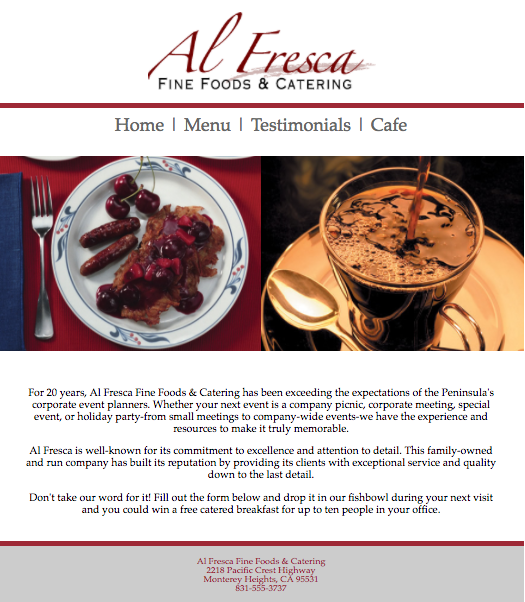 Al Fresca
FINE FOODS & CATERING
Home | Menu | Testimonials | Cafe
For 20 years, Al Fresca Fine Foods & Catering has been exceeding the expectations of the Peninsula's
corporate event planners. Whether your next event is a company picnic, corporate meeting, special
event, or holiday party-from small meetings to company-wide events-we have the experience and
resources to make it truly memorable.
Al Fresca is well-known for its commitment to excellence and attention to detail. This family-owned
and run company has built its reputation by providing its clients with exceptional service and quality
down to the last detail.
Don't take our word for it! Fill out the form below and drop it in our fishbowl during your next visit
and you could win a free catered breakfast for up to ten people in your office.
Al Fresca Fine Foods & Catering
2218 Pacific Crest Highway
Monterey Heights, CA 95531
831-555-3737